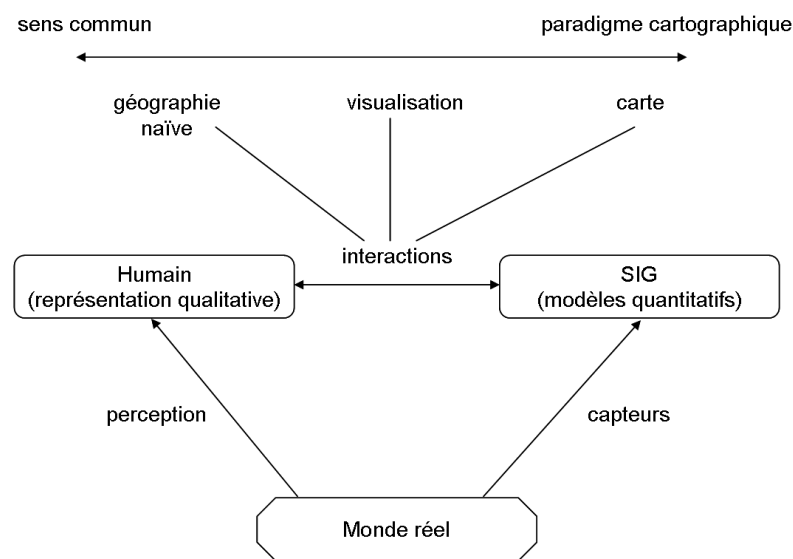 sens commun
paradigme cartographique
géographie
naïve
visualisation
carte
interactions
Humain
(représentation qualitative)
SIG
(modèles quantitatifs)
perception
capteurs
Monde réel